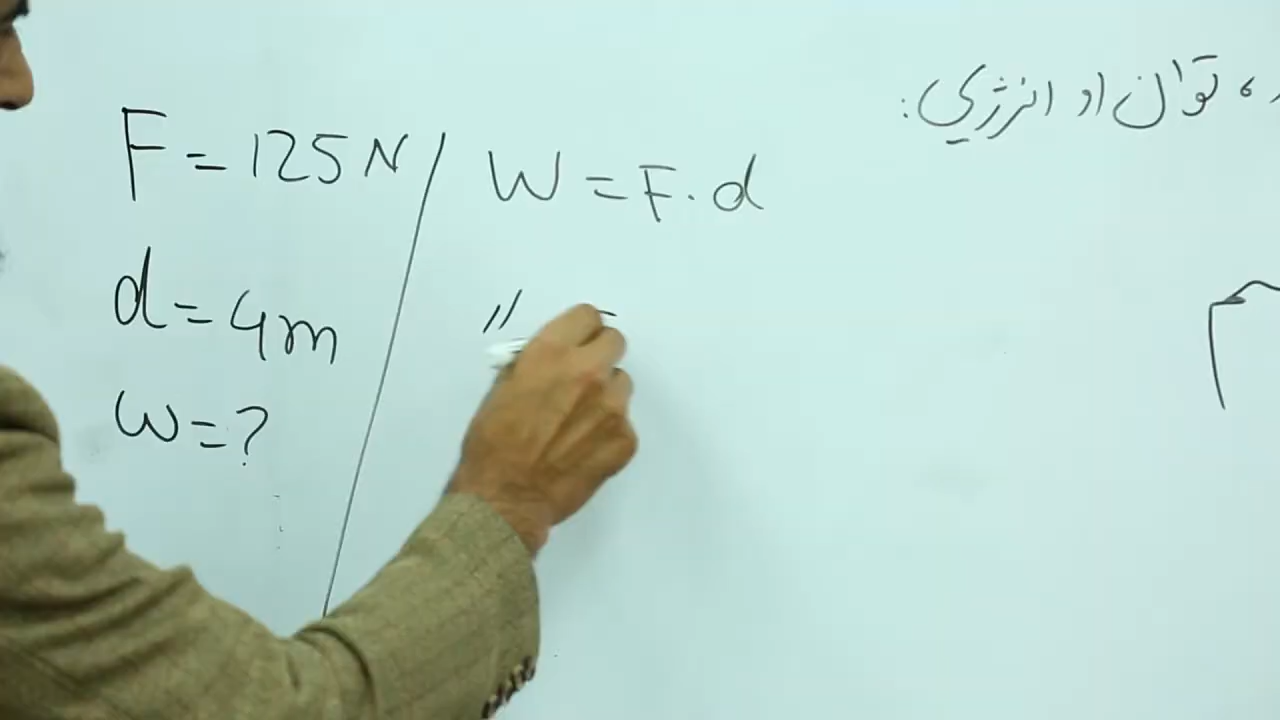 ، توان او انرژي:
F = 125 N
d = 4m
W = ?
W = F . d
// =